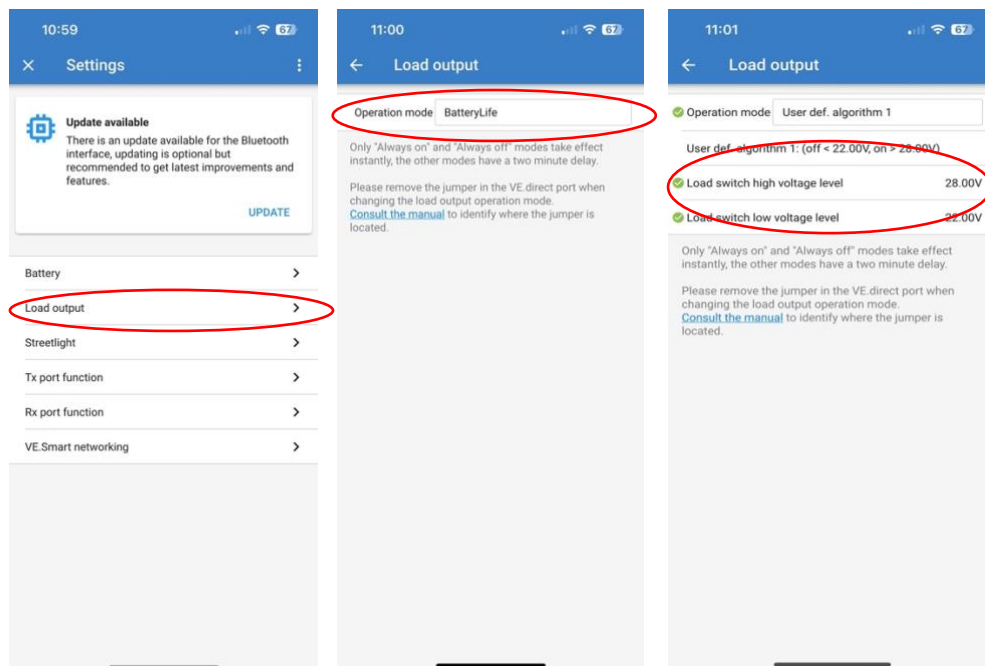 10:59
67
Settings
Update available
There is an update available for the Bluetooth
interface, updating is optional but
recommended to get latest improvements and
features.
UPDATE
Battery
Load output
Streetlight
Tx port function
Rx port function
VE.Smart networking
11:00
67
Load output
Operation mode BatteryLife
Only "Always on" and "Always off" modes take effect
instantly, the other modes have a two minute delay.
Please remove the jumper in the VE.direct port when
changing the load output operation mode.
Consult the manual to identify where the jumper is
located.
11:01
67
Load output
Operation mode User def. algorithm 1
User def. algorithm 1: (off < 22.00V, on > 28.00V)
Load switch high voltage level 28.00V
Load switch low voltage level 22.00V
Only "Always on" and "Always off" modes take effect
instantly, the other modes have a two minute delay.
Please remove the jumper in the VE.direct port when
changing the load output operation mode.
Consult the manual to identify where the jumper is
located.